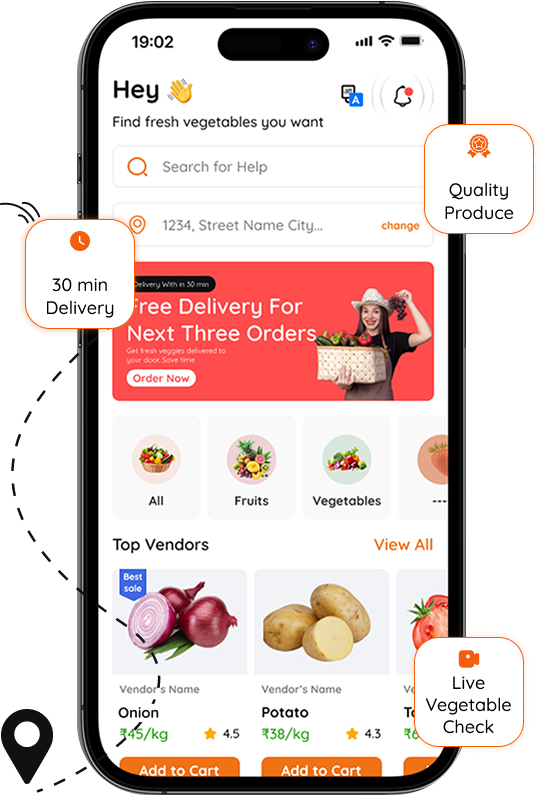 19:02
Hey
Find fresh vegetables you want
Search for Help
Quality
Produce
1234, Street Name City...
change
30 min
Delivery
Delivery With in 30 min
Free Delivery For
Next Three Orders
Get fresh veggies delivered to
your door. Save time
Order Now
All
Fruits
Vegetables
----
Top Vendors
View All
Best
sale
Vendor's Name
Vendor's Name
Onion
Potato
₹45/kg
4.5
₹38/kg
4.3
Live
Vegetable
Check
Add to Cart
Add to Cart